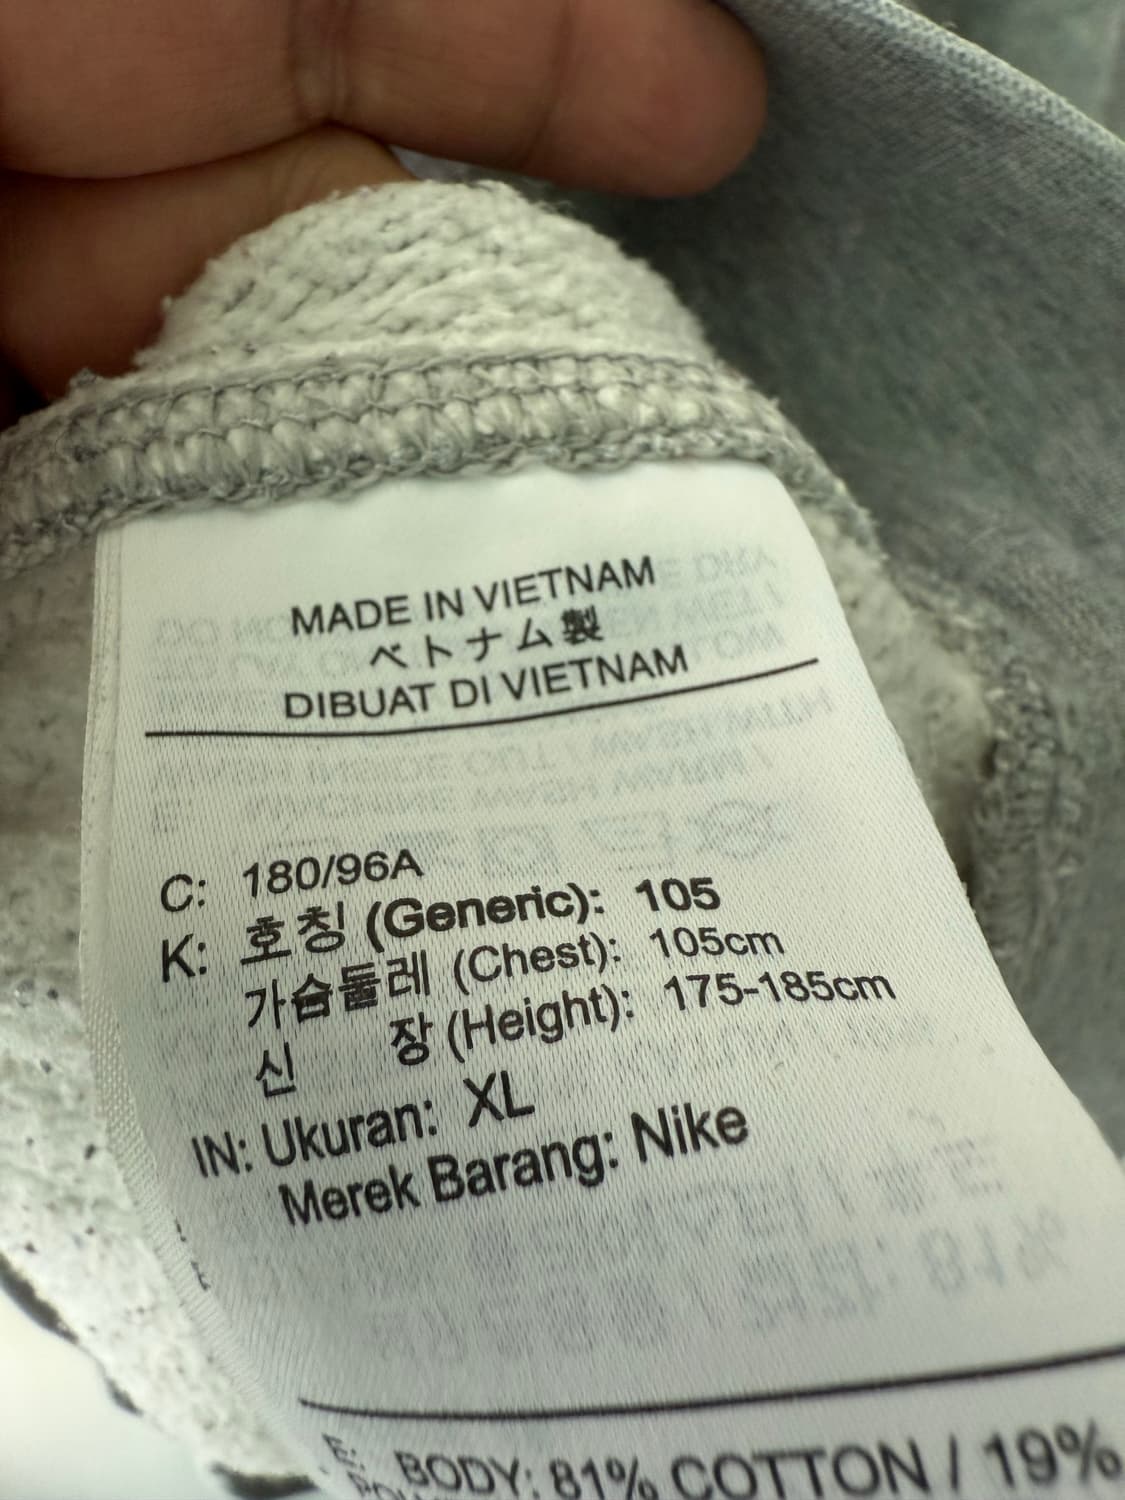 MADE IN VIETNAM
ベトナム製
DIBUAT DI VIETNAM
C: 180/96A
K: 호칭 (Generic): 105
가슴둘레 (Chest): 105cm
신 장 (Height): 175-185cm
IN: Ukuran: XL
Merek Barang: Nike
E: BODY: 81% COTTON / 19%